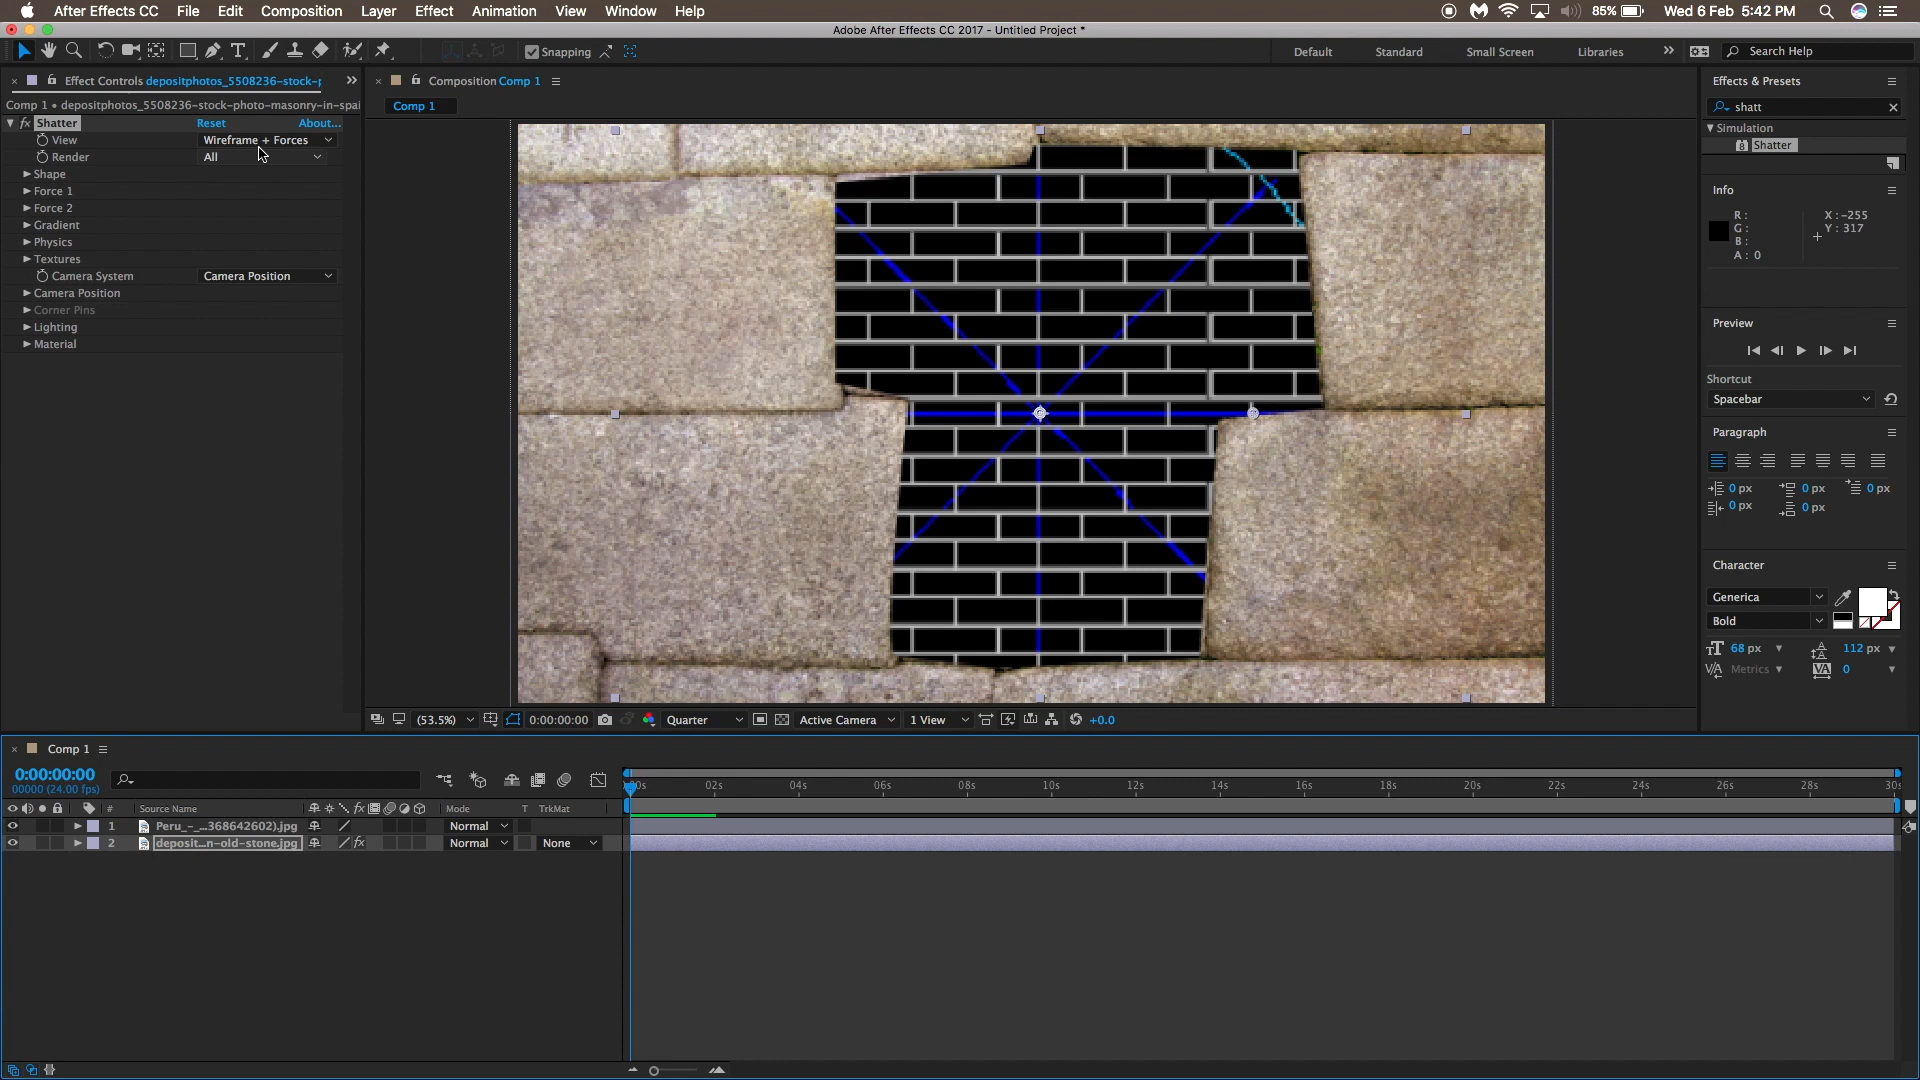 After Effects CC File Edit Composition Layer Effect Animation View Window Help 85% Wed 6 Feb 5:42 PM
Adobe After Effects CC 2017 - Untitled Project *
Snapping Default Standard Small Screen Libraries Search Help
Effect Controls depositphotos_5508236-stock-p
Composition Comp 1
Effects & Presets
Comp 1 • depositphotos_5508236-stock-photo-masonry-in-spai
Comp 1
shatt
fx Shatter Reset About...
Simulation
View Wireframe + Forces
8 Shatter
Render All
Shape
Force 1
Info
Force 2
R: X: -255
Gradient
G: Y: 317
Physics
B:
A: 0
Textures
Camera System Camera Position
Camera Position
Corner Pins
Lighting
Preview
Material
Shortcut
Spacebar
Paragraph
0 px 0 px 0 px
0 px 0 px
Character
Generica
Bold
68 px 112 px
Metrics 0
(53.5%) 0:00:00:00 Quarter Active Camera 1 View +0.0
Comp 1
0:00:00:00
00000 (24.00 fps)
00s 02s 04s 06s 08s 10s 12s 14s 16s 18s 20s 22s 24s 26s 28s 30s
# Source Name fx Mode T TrkMat
1 Peru_-_...368642602).jpg Normal
2 deposit...n-old-stone.jpg fx Normal None